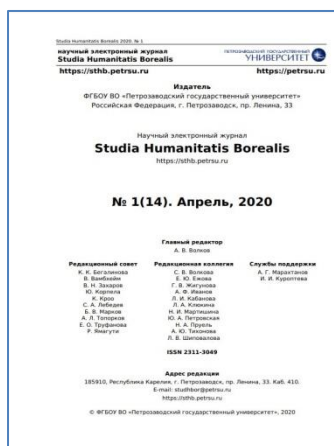 Studia Humanitatis Borealis 2020. № 1
научный электронный журнал
Studia Humanitatis Borealis
ПЕТРОЗАВОДСКИЙ ГОСУДАРСТВЕННЫЙ
УНИВЕРСИТЕТ
https://sthb.petrsu.ru
https://petrsu.ru
Издатель
ФГБОУ ВО «Петрозаводский государственный университет»
Российская Федерация, г. Петрозаводск, пр. Ленина, 33
Научный электронный журнал
Studia Humanitatis Borealis
https://sthb.petrsu.ru
№ 1(14). Апрель, 2020
Главный редактор
А. В. Волков
Редакционный совет
К. К. Бегалинова
В. Вамбхейм
В. Н. Захаров
Ю. Корпела
К. Кроо
С. А. Лебедев
Б. В. Марков
А. Л. Топорков
Е. О. Труфанова
Р. Ямагути
Редакционная коллегия
С. В. Волкова
Е. Ю. Ежова
Г. В. Жигунова
А. Ф. Иванов
Л. И. Кабанова
Л. А. Клюкина
Н. И. Мартишина
Ю. А. Петровская
Н. А. Пруель
А. Ю. Тихонова
Л. В. Шиповалова
Службы поддержки
А. Г. Марахтанов
И. И. Куроптева
ISSN 2311-3049
Адрес редакции
185910, Республика Карелия, г. Петрозаводск, пр. Ленина, 33. Каб. 410.
E-mail: studhbor@petrsu.ru
https://sthb.petrsu.ru
© ФГБОУ ВО «Петрозаводский государственный университет», 2020